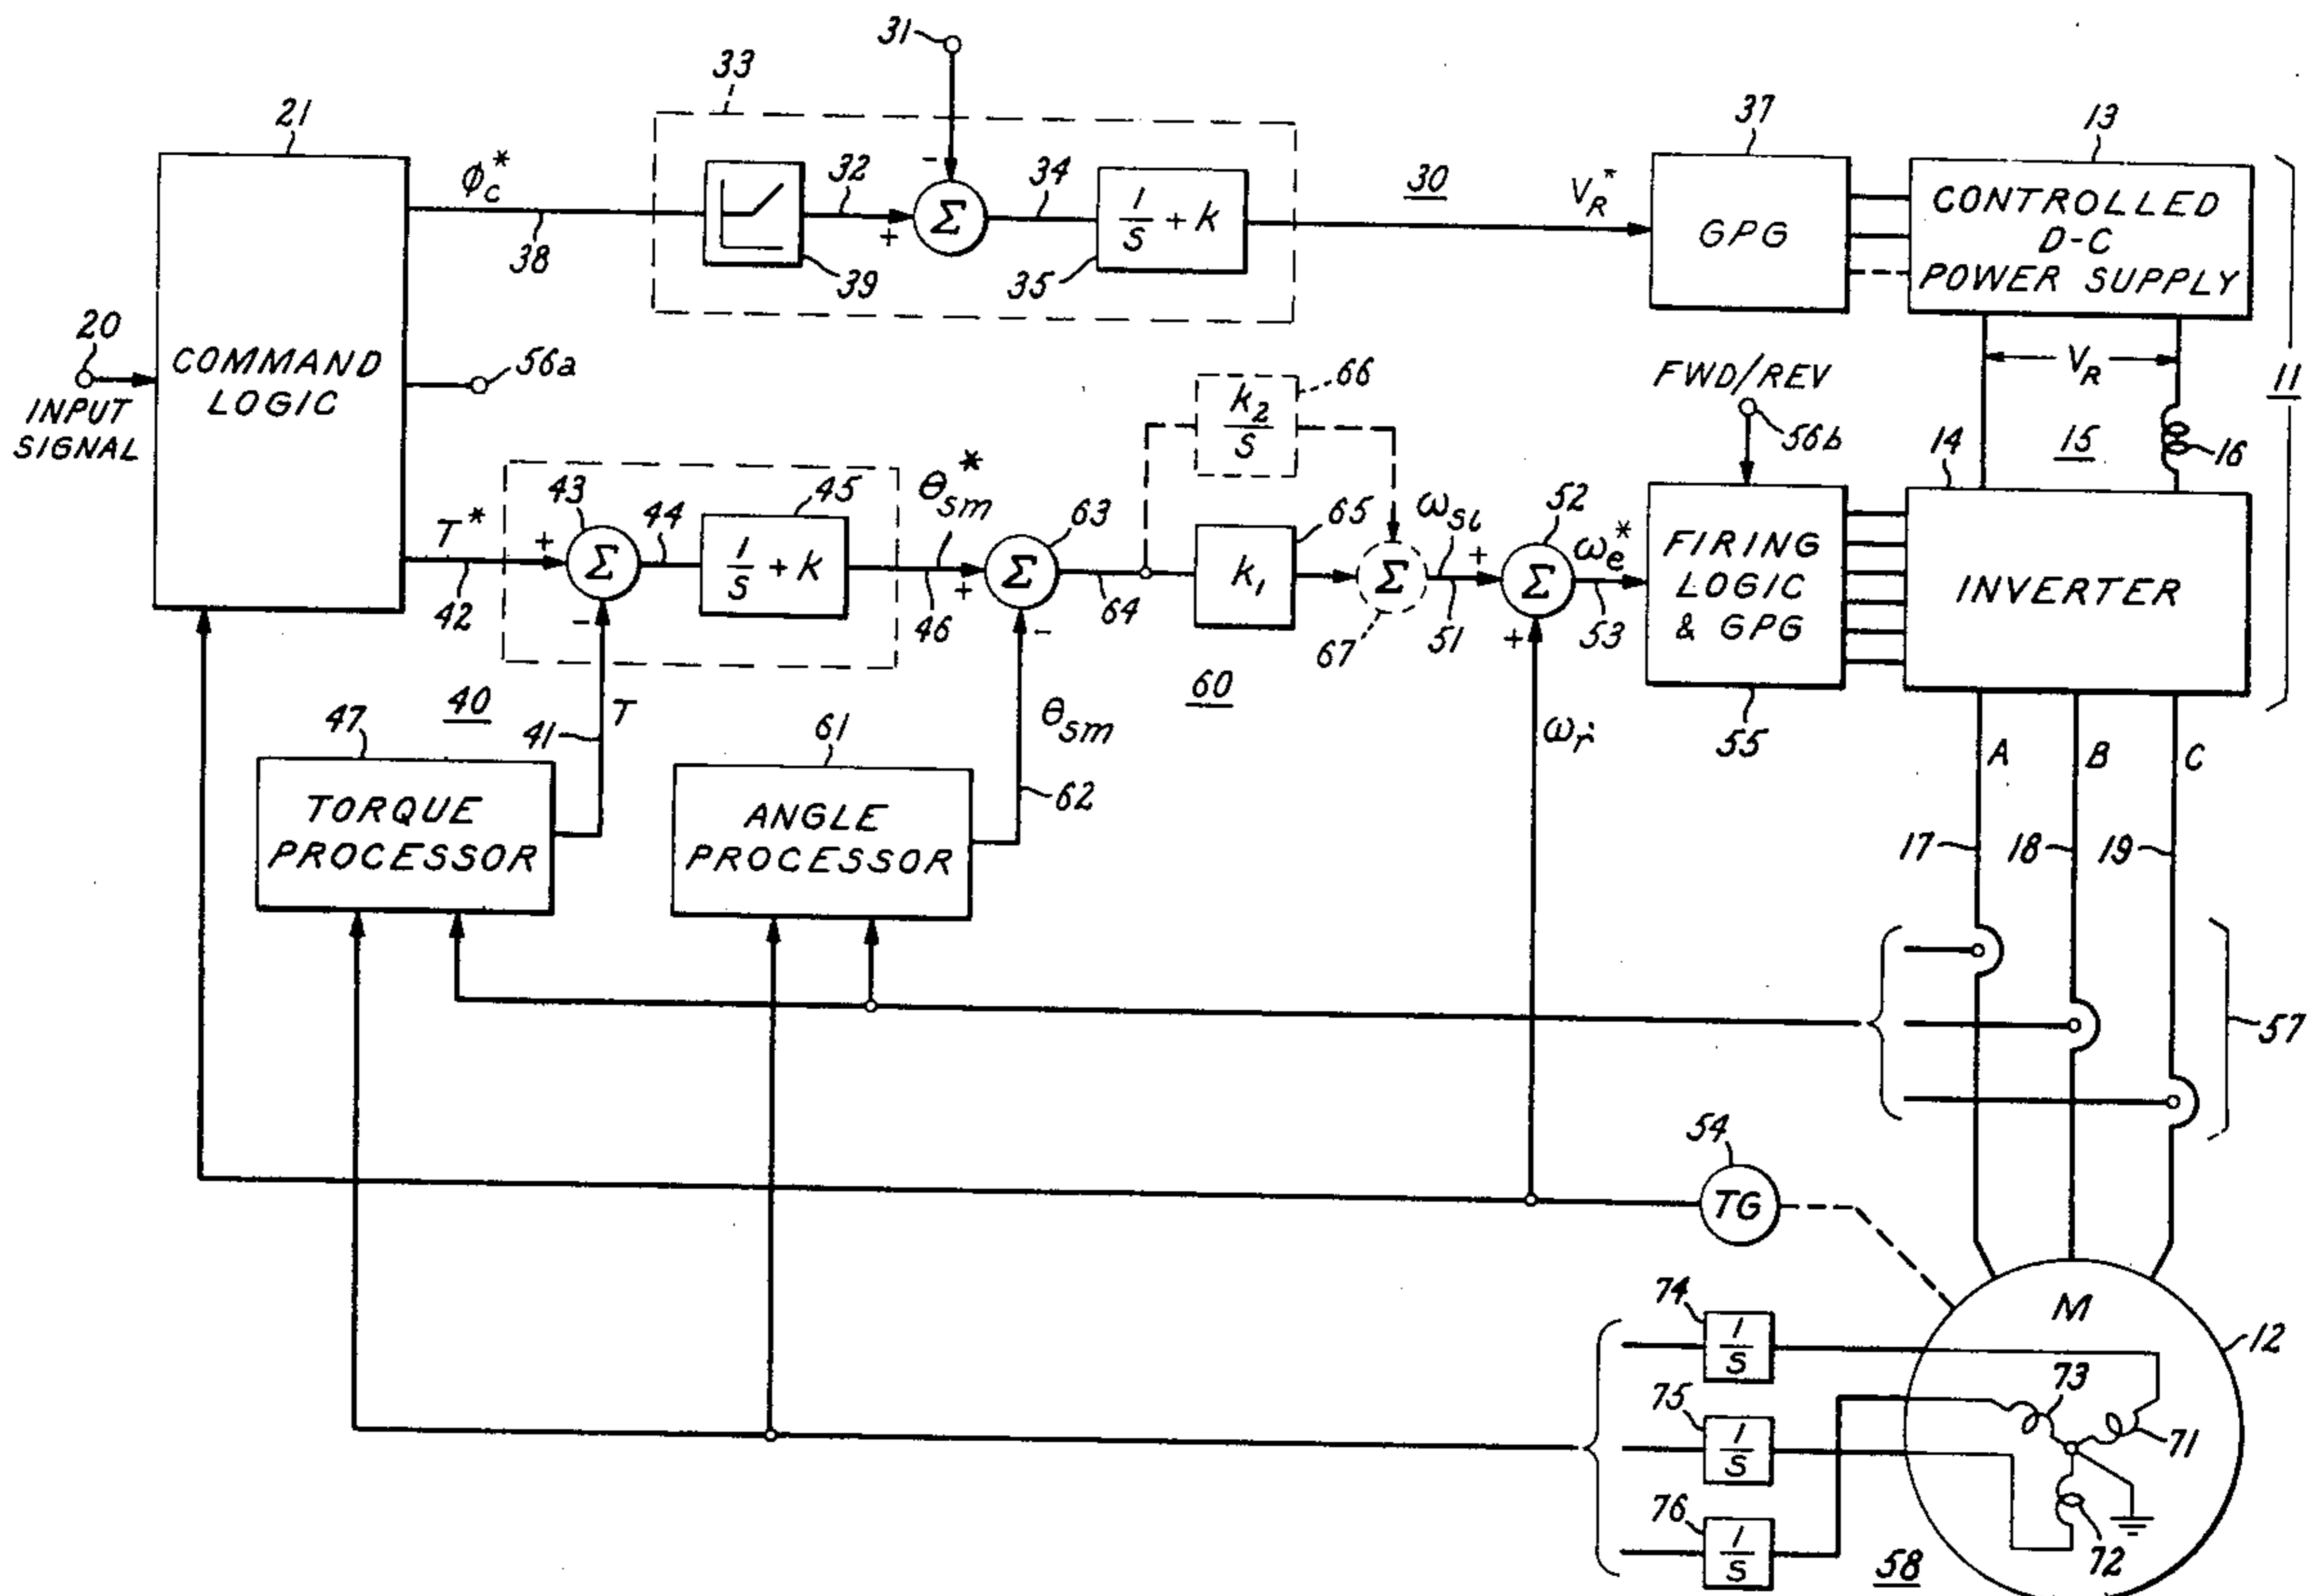 31
33
37
13
21
ϕc*
32
34
30
VR*
CONTROLLED
D-C
POWER SUPPLY
GPG
-
+
Σ
1/S + k
38
39
35
20
INPUT
SIGNAL
COMMAND
LOGIC
56a
66
k2/S
FWD/REV
56b
VR
11
14
15
16
T*
42
43
+
-
Σ
44
45
1/S + k
θsm*
46
63
+
-
Σ
64
65
k1
Σ
67
ωsl
51
52
+
+
Σ
ωe*
53
FIRING
LOGIC
& GPG
55
INVERTER
40
41
T
47
TORQUE
PROCESSOR
61
ANGLE
PROCESSOR
θsm
62
60
ωr
A
B
C
17
18
19
57
54
TG
M
12
74
1/S
75
1/S
76
1/S
73
71
72
58